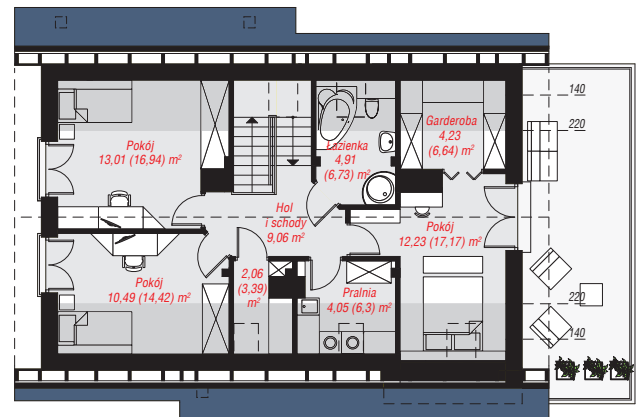 140
220
Garderoba
4,23
(6,64) m²
Pokój
13,01 (16,94) m²
Łazienka
4,91
(6,73) m²
Hol
i schody
9,06 m²
Pokój
12,23 (17,17) m²
Pokój
10,49 (14,42) m²
2,06
(3,39)
m²
Pralnia
4,05 (6,3) m²
220
140